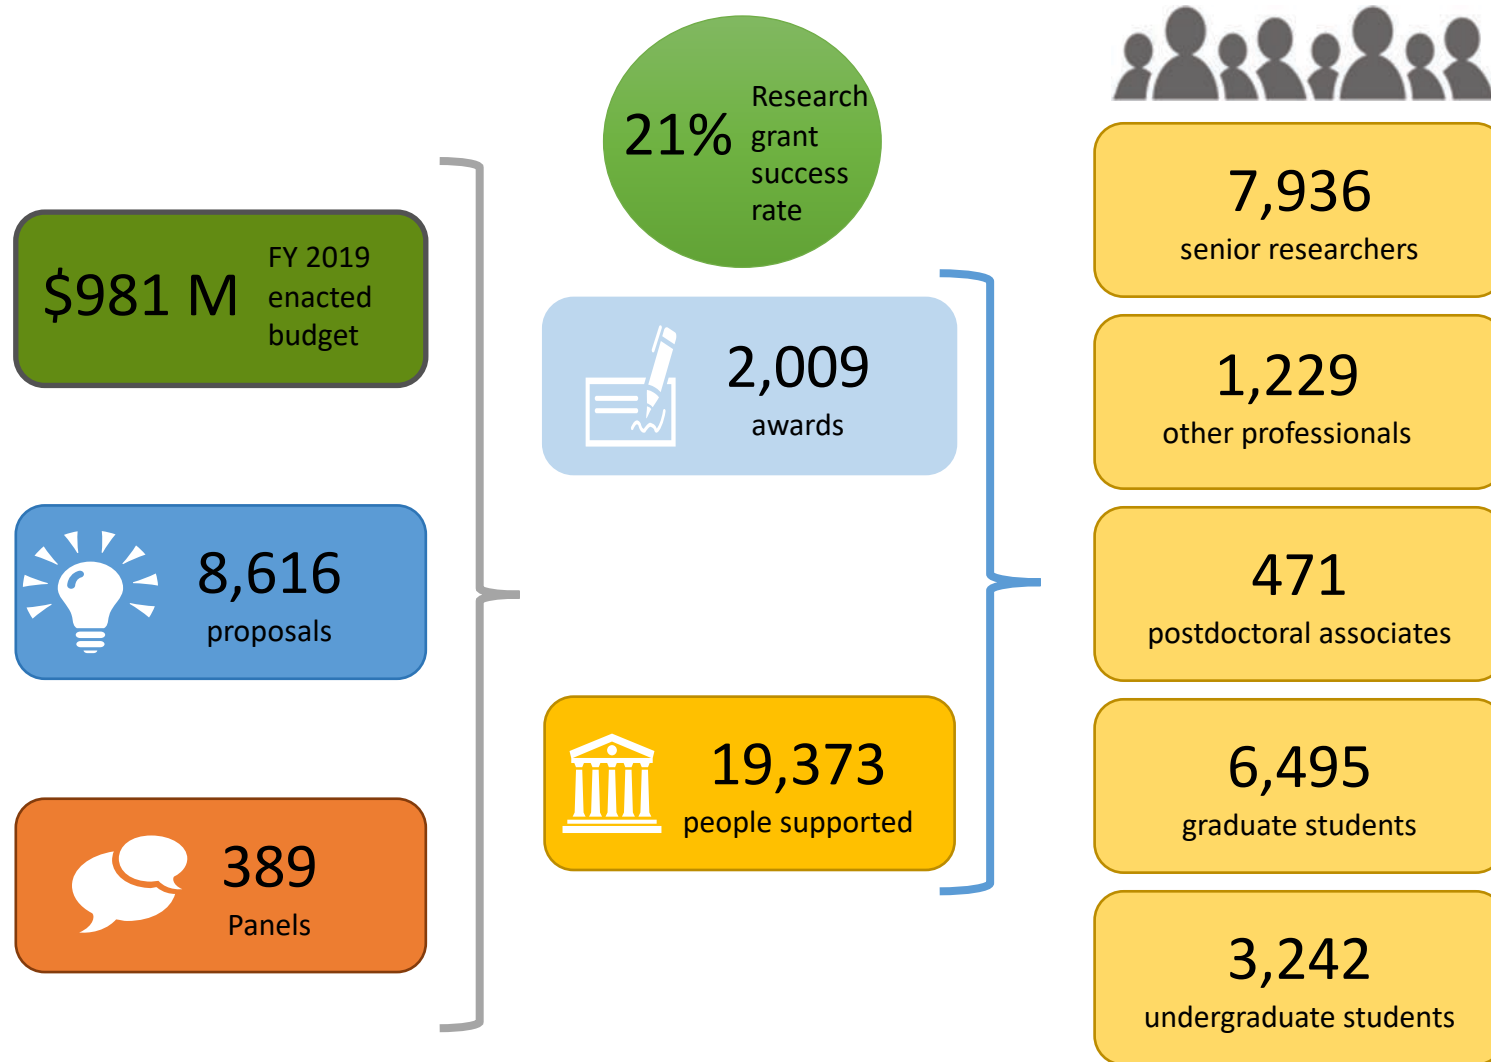 $981 M
FY 2019
enacted
budget
8,616
proposals
389
Panels
21%
Research
grant
success
rate
2,009
awards
19,373
people supported
7,936
senior researchers
1,229
other professionals
471
postdoctoral associates
6,495
graduate students
3,242
undergraduate students